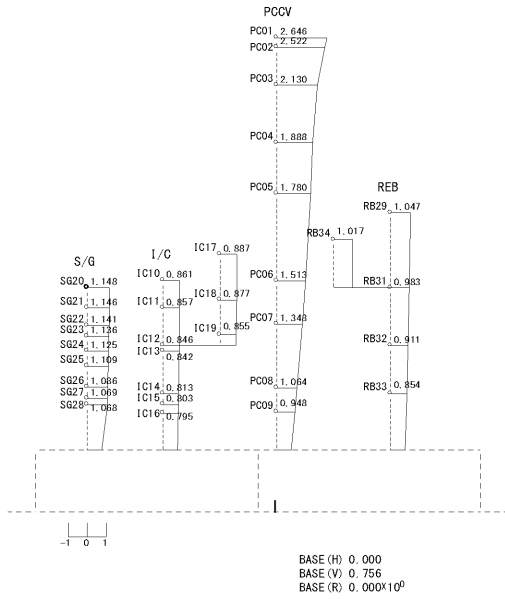 PCCV
PC01 2.646
PC02 2.522
PC03 2.130
PC04 1.888
PC05 1.780
PC06 1.513
PC07 1.348
PC08 1.064
PC09 0.948
REB
RB29 1.047
RB34 1.017
RB31 0.983
RB32 0.911
RB33 0.854
I/C
IC17 0.887
IC10 0.861
IC18 0.877
IC11 0.857
IC19 0.855
IC12 0.846
IC13 0.842
IC14 0.813
IC15 0.803
IC16 0.795
S/G
SG20 1.148
SG21 1.146
SG22 1.141
SG23 1.136
SG24 1.125
SG25 1.109
SG26 1.086
SG27 1.069
SG28 1.068
-1 0 1
BASE(H) 0.000
BASE(V) 0.756
BASE(R) 0.000×10⁰